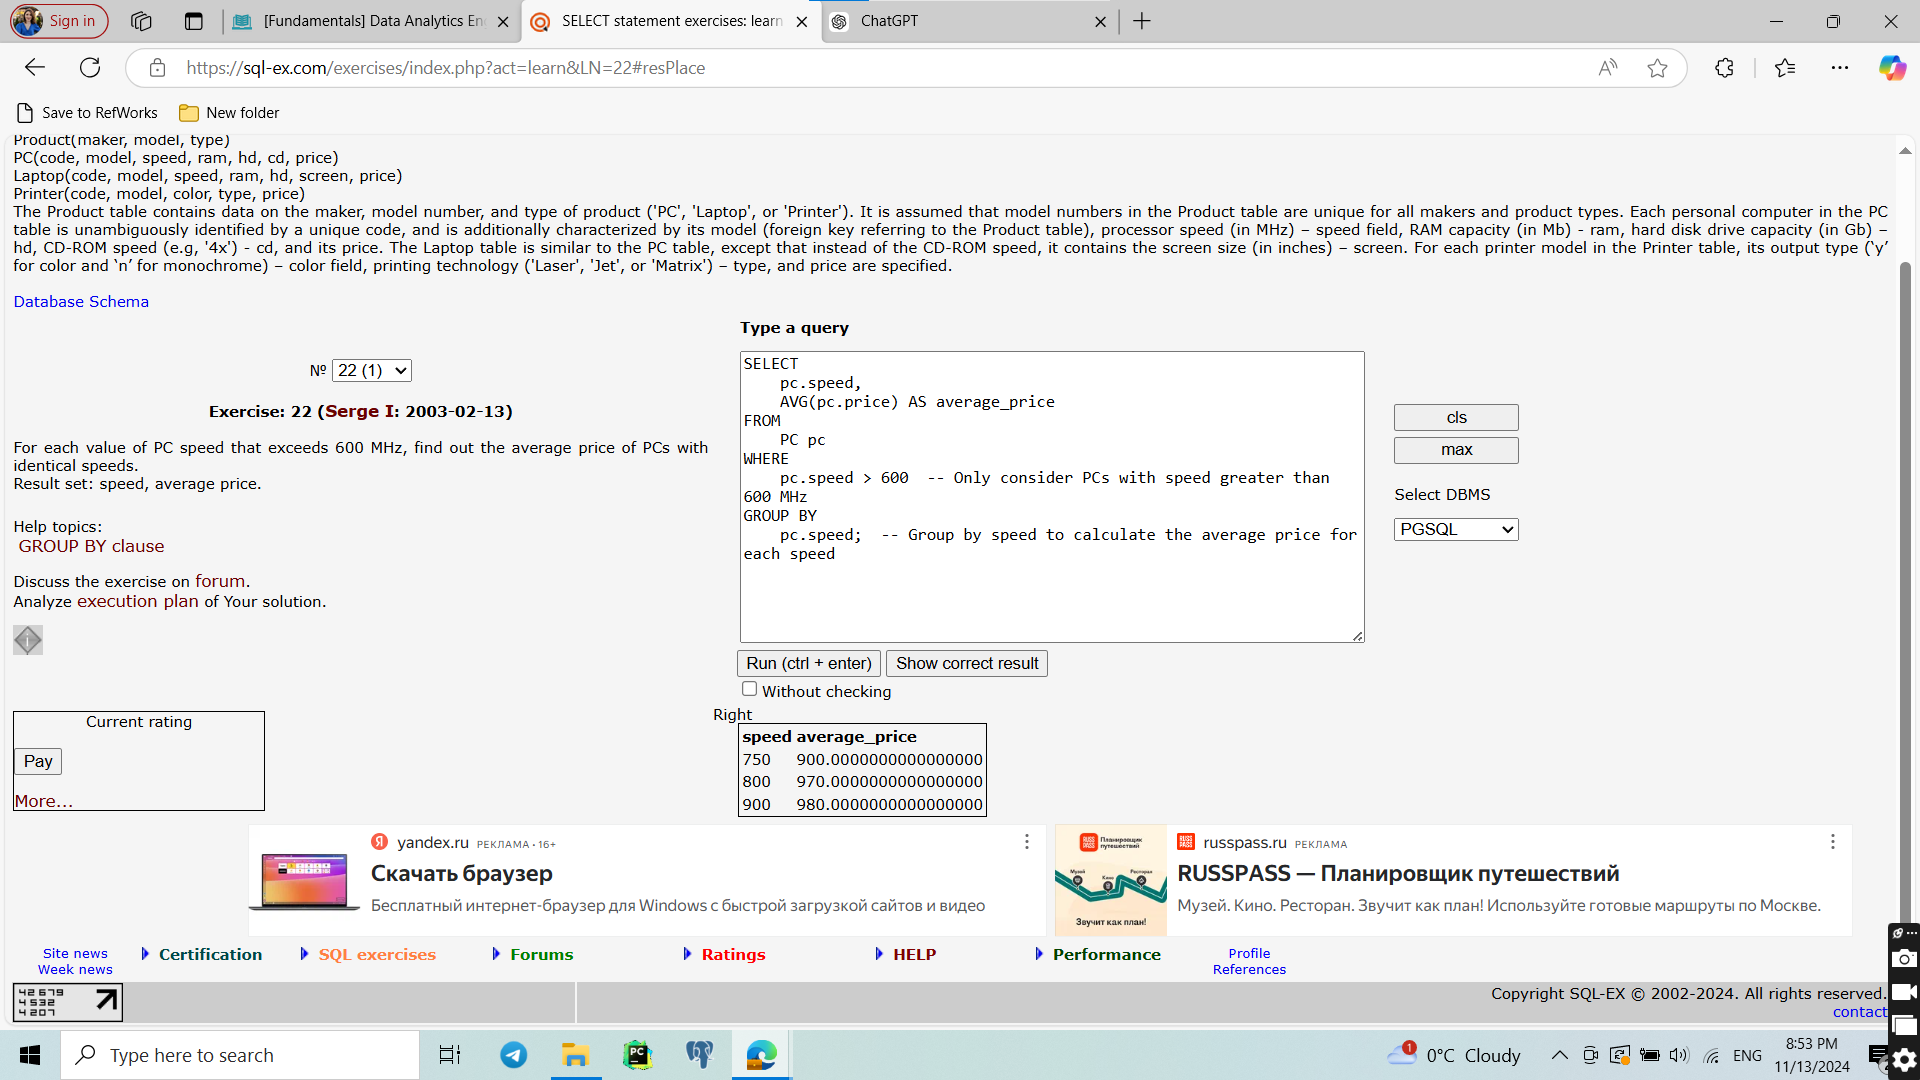 Sign in
[Fundamentals] Data Analytics En
SELECT statement exercises: learn
ChatGPT
https://sql-ex.com/exercises/index.php?act=learn&LN=22#resPlace
Save to RefWorks
New folder
Product(maker, model, type)
PC(code, model, speed, ram, hd, cd, price)
Laptop(code, model, speed, ram, hd, screen, price)
Printer(code, model, color, type, price)
The Product table contains data on the maker, model number, and type of product ('PC', 'Laptop', or 'Printer'). It is assumed that model numbers in the Product table are unique for all makers and product types. Each personal computer in the PC
table is unambiguously identified by a unique code, and is additionally characterized by its model (foreign key referring to the Product table), processor speed (in MHz) – speed field, RAM capacity (in Mb) - ram, hard disk drive capacity (in Gb) –
hd, CD-ROM speed (e.g, '4x') - cd, and its price. The Laptop table is similar to the PC table, except that instead of the CD-ROM speed, it contains the screen size (in inches) – screen. For each printer model in the Printer table, its output type (‘y’
for color and ‘n’ for monochrome) – color field, printing technology ('Laser', 'Jet', or 'Matrix') – type, and price are specified.
Database Schema
№ 22 (1)
Exercise: 22 (Serge I: 2003-02-13)
For each value of PC speed that exceeds 600 MHz, find out the average price of PCs with
identical speeds.
Result set: speed, average price.
Help topics:
GROUP BY clause
Discuss the exercise on forum.
Analyze execution plan of Your solution.
Type a query
SELECT
pc.speed,
AVG(pc.price) AS average_price
FROM
PC pc
WHERE
pc.speed > 600  -- Only consider PCs with speed greater than
600 MHz
GROUP BY
pc.speed;  -- Group by speed to calculate the average price for
each speed
cls
max
Select DBMS
PGSQL
Run (ctrl + enter)
Show correct result
Without checking
Right
speed average_price
750 900.0000000000000000
800 970.0000000000000000
900 980.0000000000000000
Current rating
Pay
More...
yandex.ru РЕКЛАМА • 16+
Скачать браузер
Бесплатный интернет-браузер для Windows с быстрой загрузкой сайтов и видео
Планировщик
путешествий
Музей
Кино
Ресторан
Звучит как план!
russpass.ru РЕКЛАМА
RUSSPASS — Планировщик путешествий
Музей. Кино. Ресторан. Звучит как план! Используйте готовые маршруты по Москве.
Site news
Week news
Certification
SQL exercises
Forums
Ratings
HELP
Performance
Profile
References
42679
4532
4207
Copyright SQL-EX © 2002-2024. All rights reserved.
contact
Type here to search
PC
1
0°C Cloudy
ENG
8:53 PM
11/13/2024